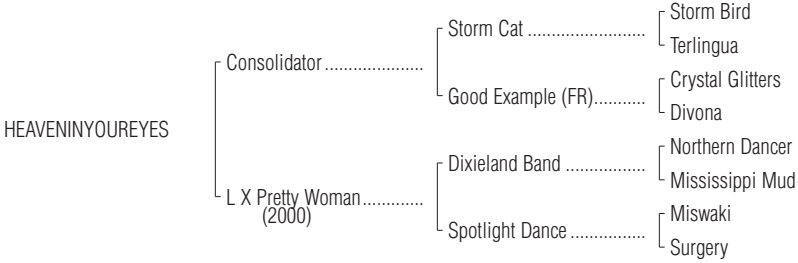 Storm Bird
Storm Cat ........................
Terlingua
Consolidator .....................
Crystal Glitters
Good Example (FR)...........
Divona
HEAVENINYOUREYES
Northern Dancer
Dixieland Band .................
Mississippi Mud
L X Pretty Woman.............
(2000)
Miswaki
Spotlight Dance ................
Surgery